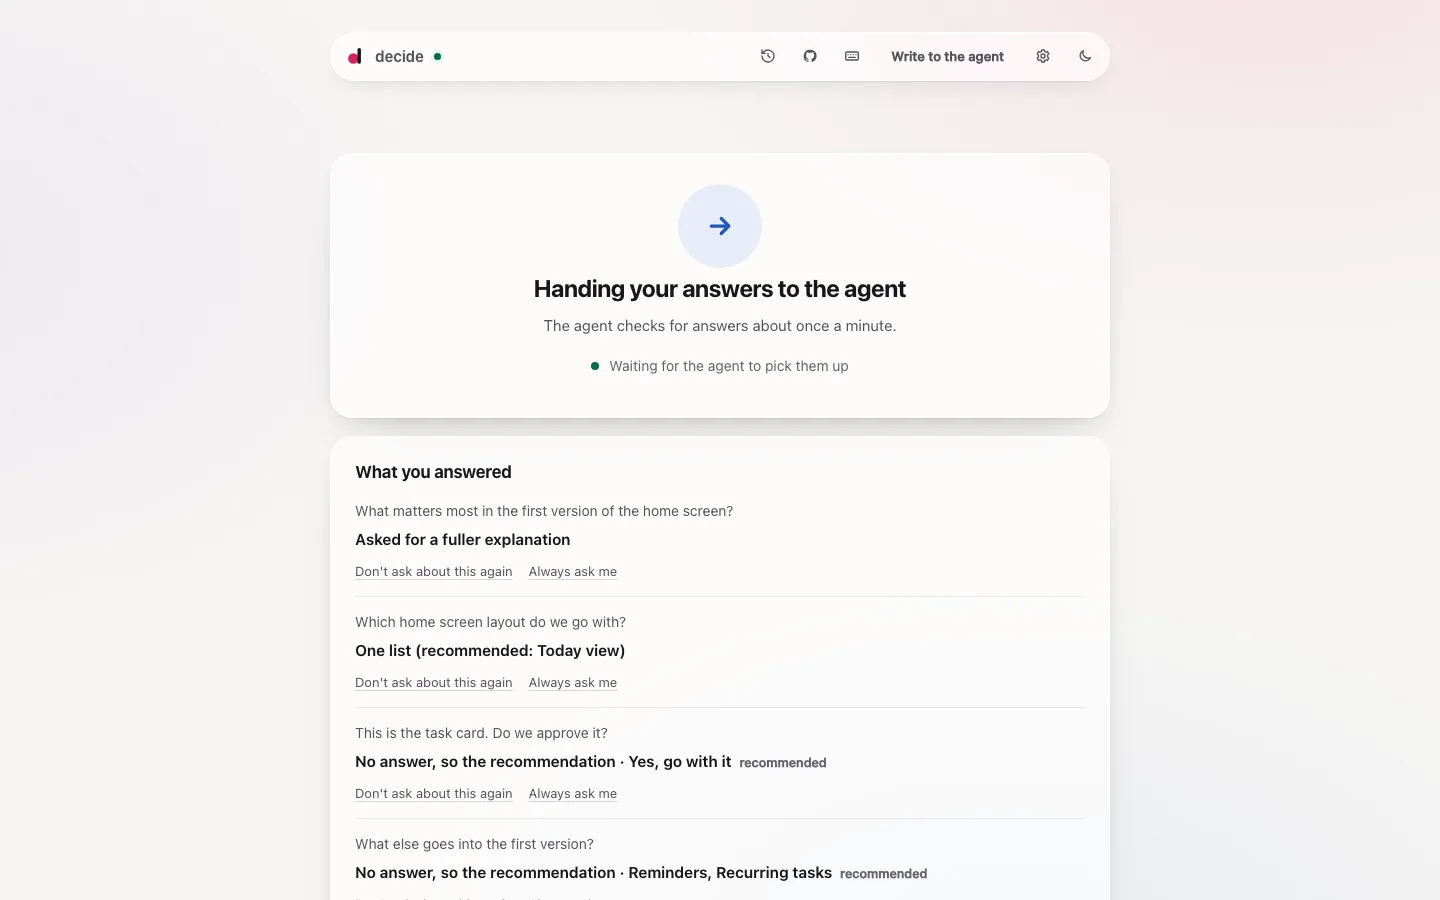 decide
Write to the agent
Handing your answers to the agent
The agent checks for answers about once a minute.
Waiting for the agent to pick them up
What you answered
What matters most in the first version of the home screen?
Asked for a fuller explanation
Don't ask about this again Always ask me
Which home screen layout do we go with?
One list (recommended: Today view)
Don't ask about this again Always ask me
This is the task card. Do we approve it?
No answer, so the recommendation · Yes, go with it recommended
Don't ask about this again Always ask me
What else goes into the first version?
No answer, so the recommendation · Reminders, Recurring tasks recommended